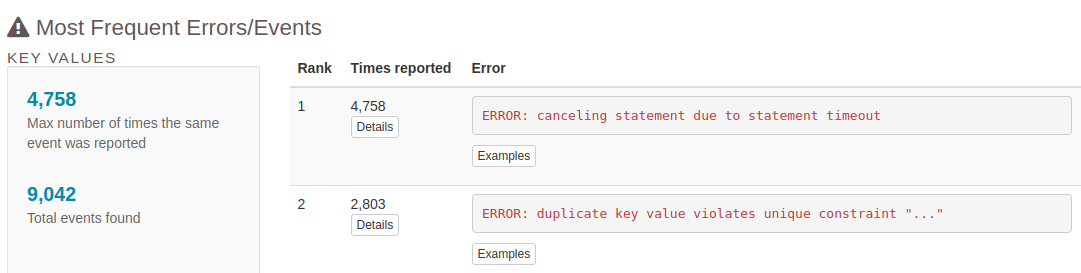 Most Frequent Errors/Events
KEY VALUES
4,758
Max number of times the same
event was reported
9,042
Total events found
Rank Times reported Error
1 4,758 ERROR: canceling statement due to statement timeout
Details
Examples
2 2,803 ERROR: duplicate key value violates unique constraint "..."
Details
Examples